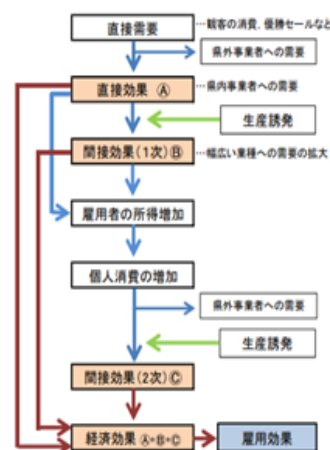 直接需要
…観客の消費、優勝セールなど
県外事業者への需要
直接効果 Ⓐ
…県内事業者への需要
生産誘発
間接効果(1次)Ⓑ
…幅広い業種への需要の拡大
雇用者の所得増加
個人消費の増加
県外事業者への需要
生産誘発
間接効果(2次)Ⓒ
経済効果 Ⓐ+Ⓑ+Ⓒ
雇用効果